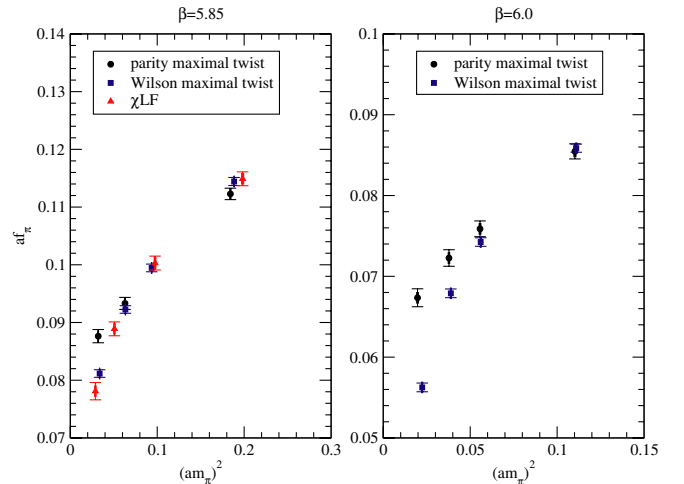 β=5.85
β=6.0
0.14
0.13
0.12
0.11
0.1
0.09
0.08
0.07
af_π
parity maximal twist
Wilson maximal twist
χLF
0
0.1
0.2
0.3
(am_π)^2
0.1
0.09
0.08
0.07
0.06
0.05
parity maximal twist
Wilson maximal twist
0
0.05
0.1
0.15
(am_π)^2